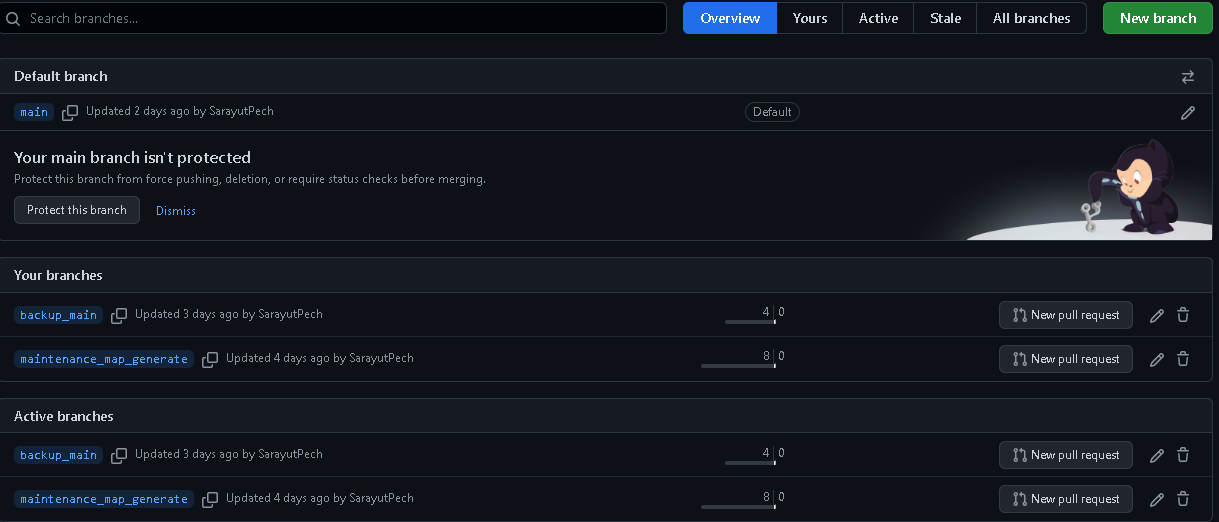 Search branches...
Overview Yours Active Stale All branches New branch
Default branch
main Updated 2 days ago by SarayutPech Default
Your main branch isn't protected
Protect this branch from force pushing, deletion, or require status checks before merging.
Protect this branch Dismiss
Your branches
backup_main Updated 3 days ago by SarayutPech 4 0 New pull request
maintenance_map_generate Updated 4 days ago by SarayutPech 8 0 New pull request
Active branches
backup_main Updated 3 days ago by SarayutPech 4 0 New pull request
maintenance_map_generate Updated 4 days ago by SarayutPech 8 0 New pull request